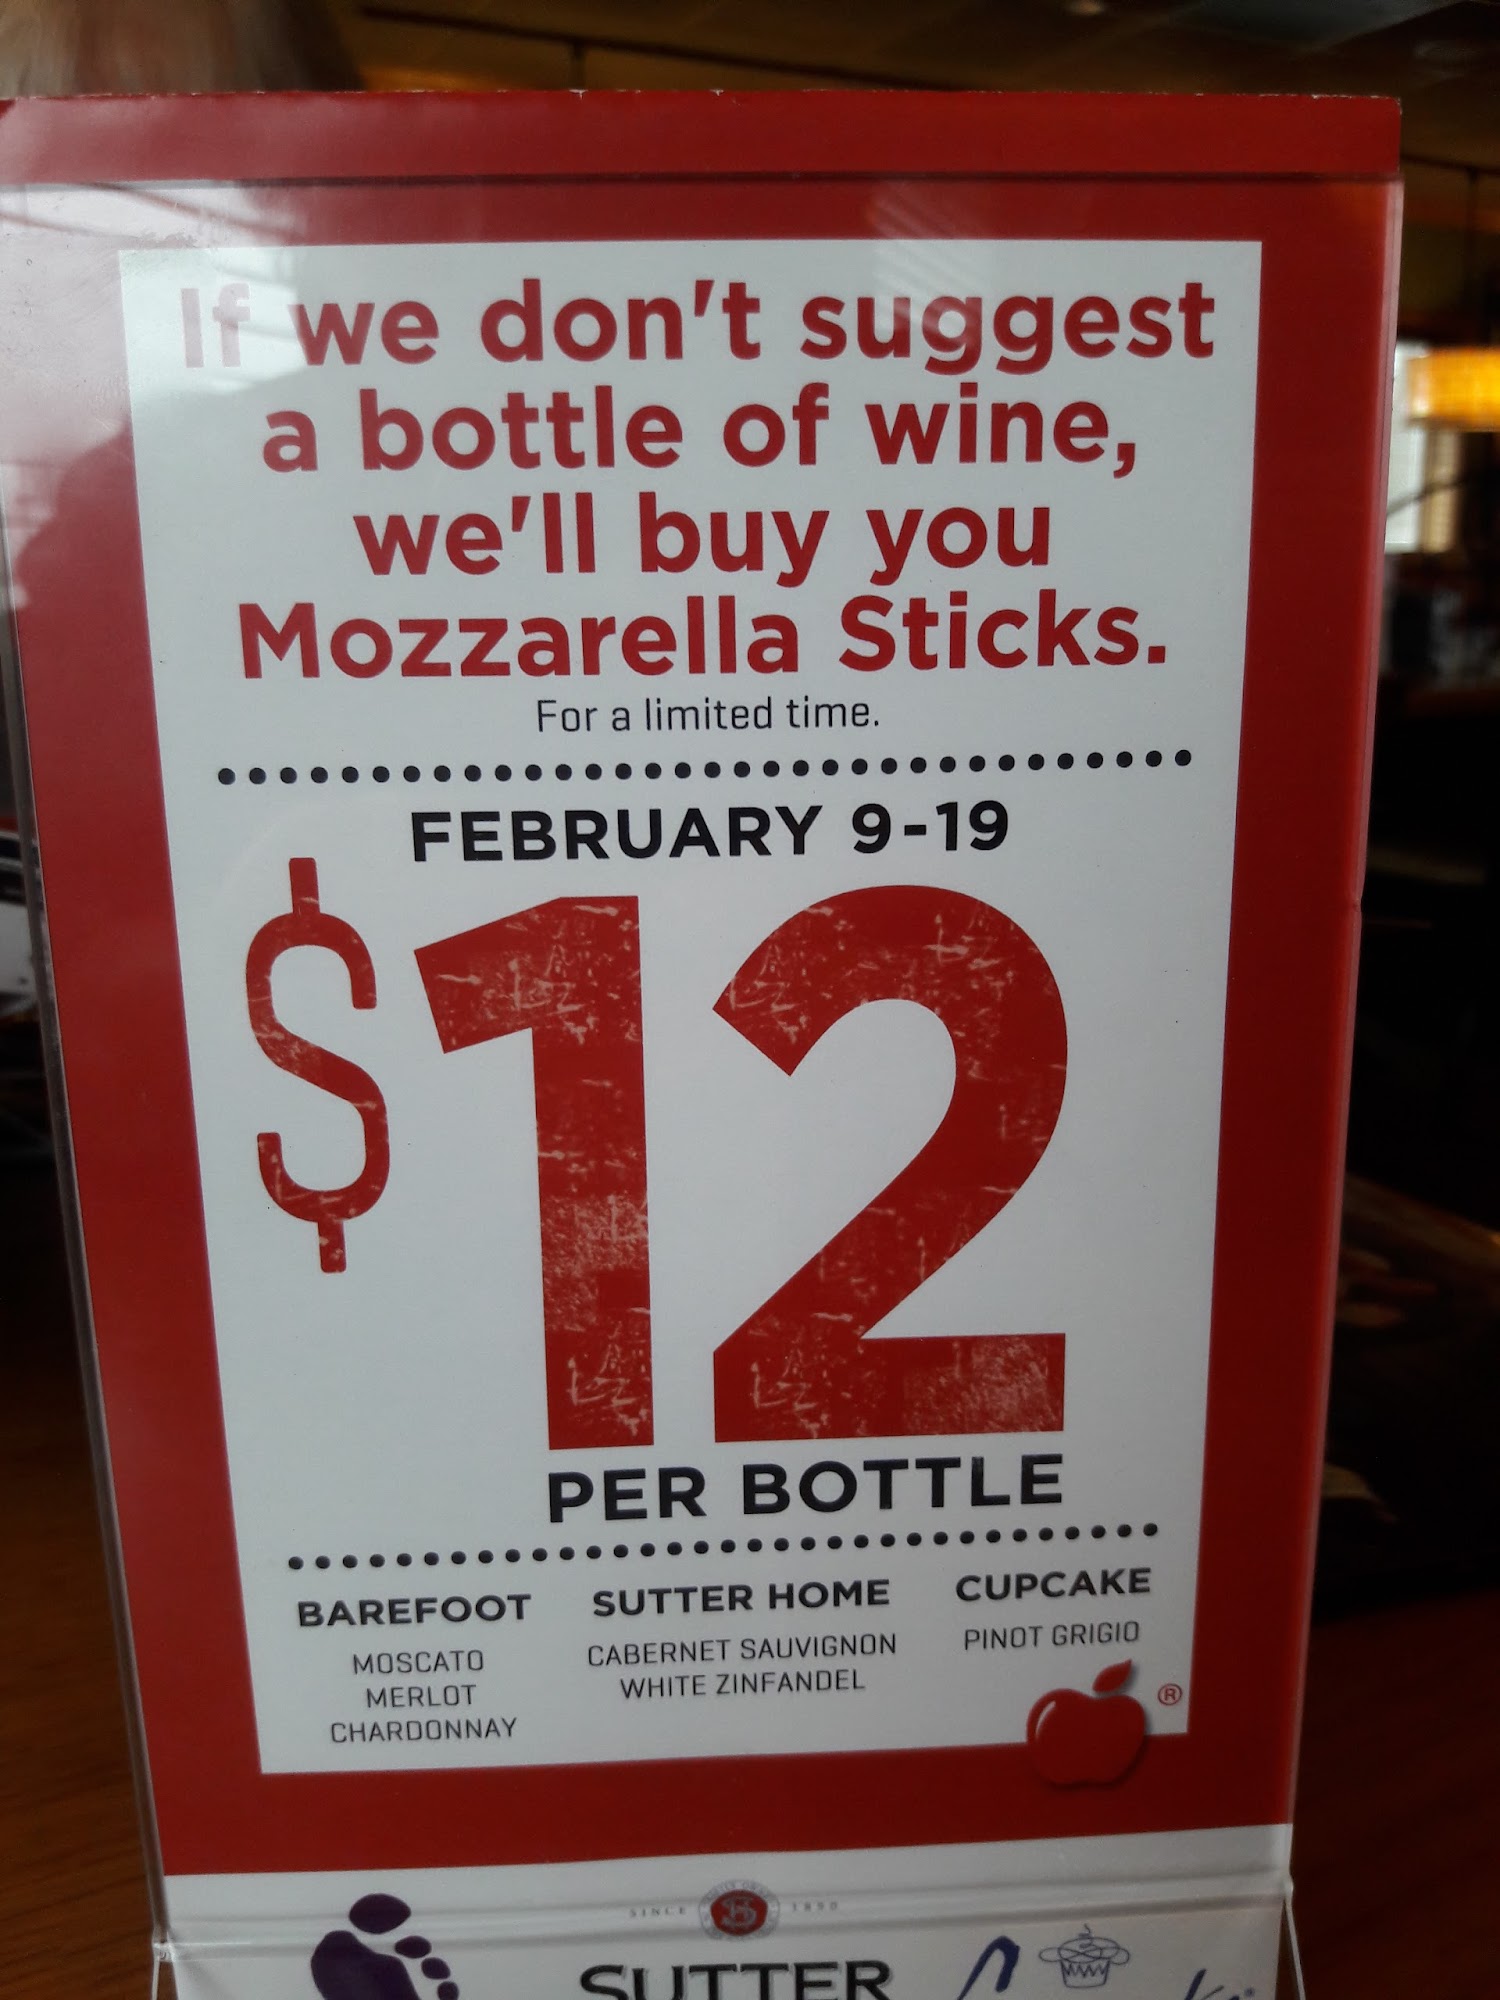 If we don't suggest
a bottle of wine,
we'll buy you
Mozzarella Sticks.
For a limited time.
FEBRUARY 9-19
$12
PER BOTTLE
BAREFOOT
MOSCATO
MERLOT
CHARDONNAY
SUTTER HOME
CABERNET SAUVIGNON
WHITE ZINFANDEL
CUPCAKE
PINOT GRIGIO
®
SINCE 1890
SUTTER